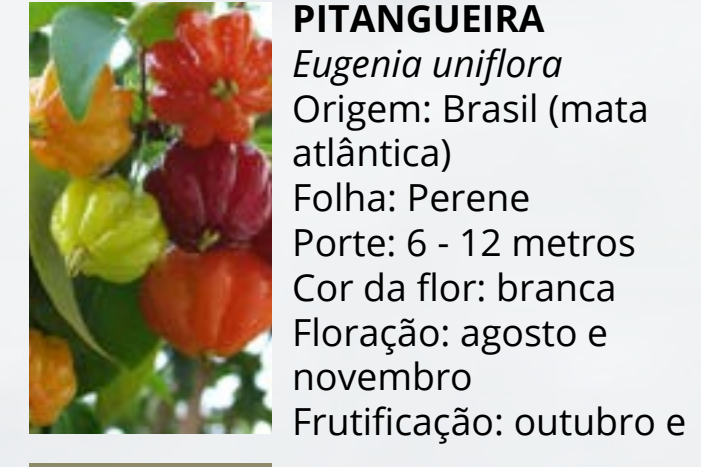 PITANGUEIRA
Eugenia uniflora
Origem: Brasil (mata
atlântica)
Folha: Perene
Porte: 6 - 12 metros
Cor da flor: branca
Floração: agosto e
novembro
Frutificação: outubro e